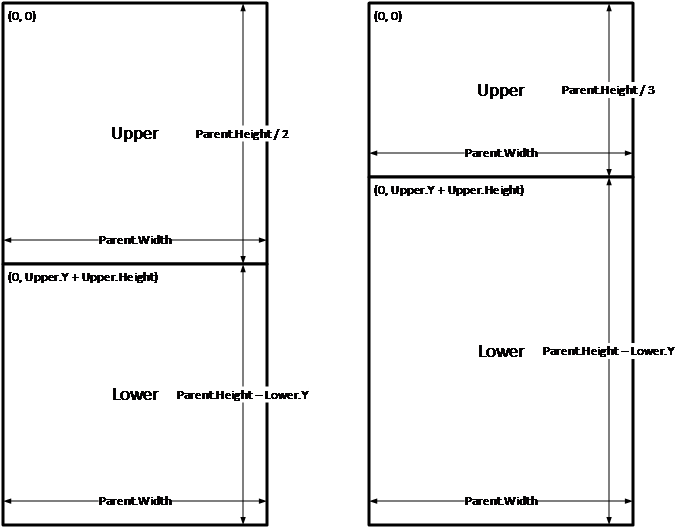 (0, 0)
Upper
Parent.Height / 2
Parent.Width
(0, Upper.Y + Upper.Height)
Lower
Parent.Height – Lower.Y
Parent.Width
(0, 0)
Upper
Parent.Height / 3
Parent.Width
(0, Upper.Y + Upper.Height)
Lower
Parent.Height – Lower.Y
Parent.Width